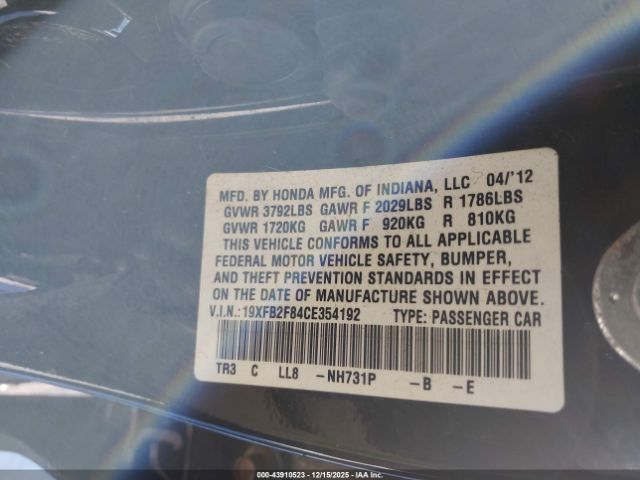 MFD. BY HONDA MFG. OF INDIANA, LLC 04/'12
GVWR 3792LBS GAWR F 2029LBS R 1786LBS
GVWR 1720KG GAWR F 920KG R 810KG
THIS VEHICLE CONFORMS TO ALL APPLICABLE
FEDERAL MOTOR VEHICLE SAFETY, BUMPER,
AND THEFT PREVENTION STANDARDS IN EFFECT
ON THE DATE OF MANUFACTURE SHOWN ABOVE.
V.I.N.:19XFB2F84CE354192 TYPE: PASSENGER CAR
TR3 C LL8 -NH731P -B -E
000-43910523 - 12/15/2025 - IAAI COPYRIGHT